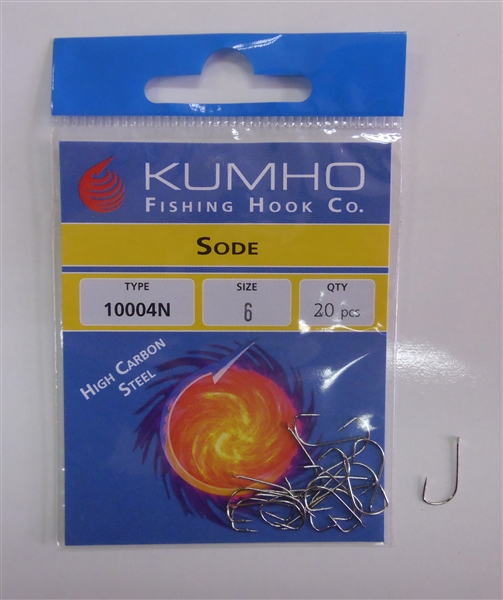 KUMHO
FISHING HOOK CO.
SODE
TYPE SIZE QTY
10004N 6 20 pcs
HIGH CARBON
STEEL